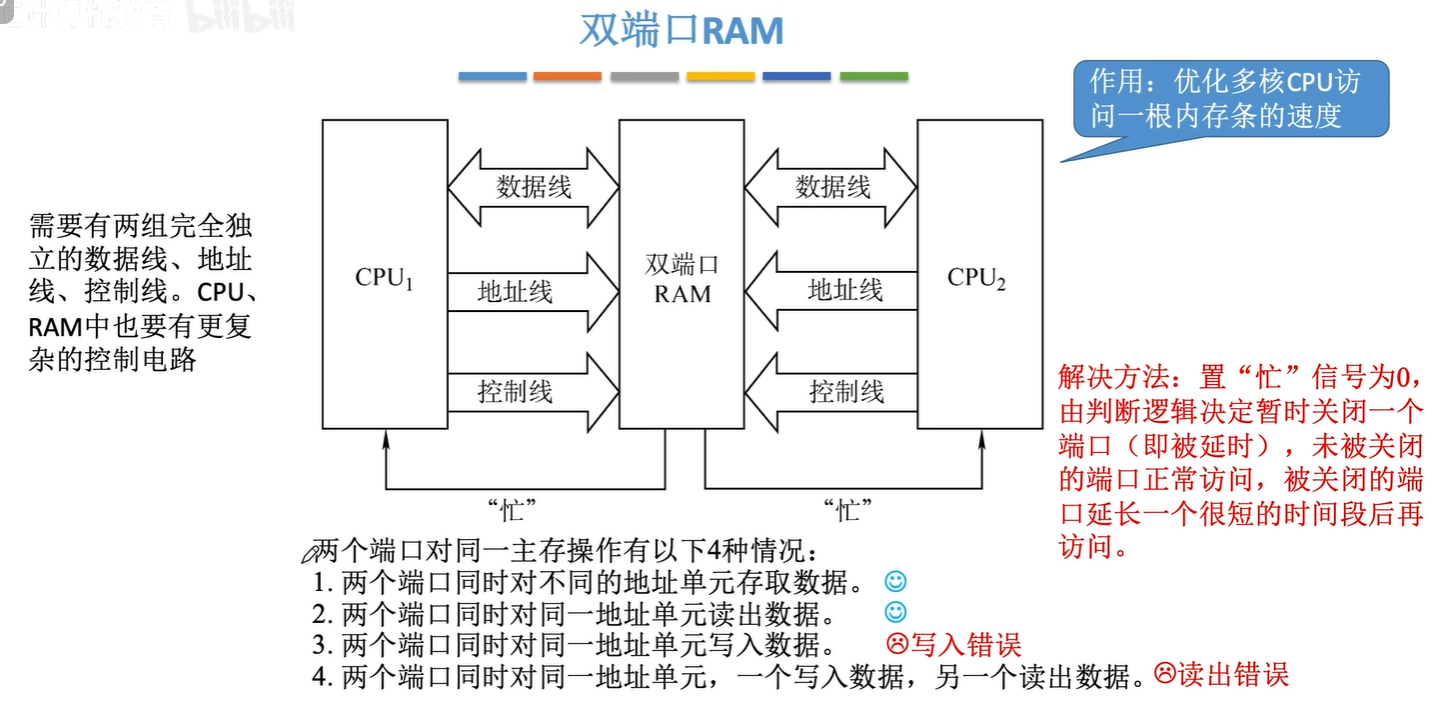 bilibili
双端口RAM
作用：优化多核CPU访
问一根内存条的速度
需要有两组完全独
立的数据线、地址
线、控制线。CPU、
RAM中也要有更复
杂的控制电路
CPU1
数据线
地址线
控制线
双端口
RAM
数据线
地址线
控制线
CPU2
“忙”
“忙”
解决方法：置“忙”信号为0，
由判断逻辑决定暂时关闭一个
端口（即被延时），未被关闭
的端口正常访问，被关闭的端
口延长一个很短的时间段后再
访问。
两个端口对同一主存操作有以下4种情况：
1. 两个端口同时对不同的地址单元存取数据。
2. 两个端口同时对同一地址单元读出数据。
3. 两个端口同时对同一地址单元写入数据。 写入错误
4. 两个端口同时对同一地址单元，一个写入数据，另一个读出数据。 读出错误